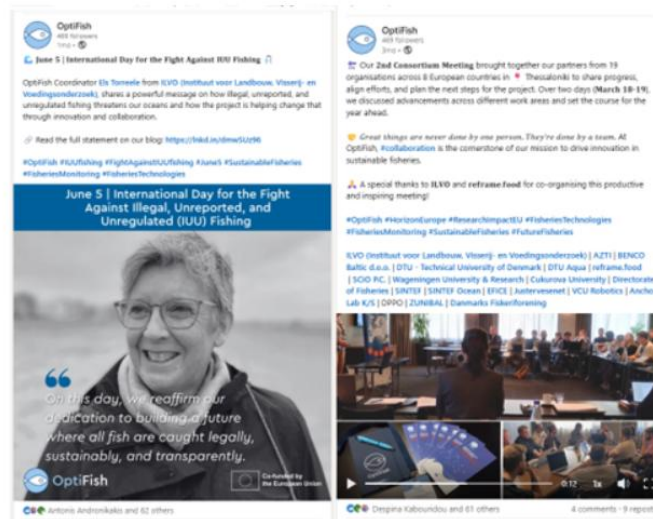 OptiFish
469 followers
1mo •
June 5 | International Day for the Fight Against IUU Fishing
OptiFish Coordinator Els Torreele from ILVO (Instituut voor Landbouw, Visserij- en
Voedingsonderzoek), shares a powerful message on how illegal, unreported, and
unregulated fishing threatens our oceans and how the project is helping change that
through innovation and collaboration.
Read the full statement on our blog: https://lnkd.in/dmwSUz96
#OptiFish #IUUfishing #FightAgainstIUUfishing #June5 #SustainableFisheries
#FisheriesMonitoring #FisheriesTechnologies
June 5 | International Day for the Fight
Against Illegal, Unreported, and
Unregulated (IUU) Fishing
On this day, we reaffirm our
dedication to building a future
where all fish are caught legally,
sustainably, and transparently.
OptiFish
Co-funded by
the European Union
Antonis Andronikakis and 62 others
OptiFish
469 followers
3mo •
Our 2nd Consortium Meeting brought together our partners from 19
organisations across 8 European countries in Thessaloniki to share progress,
align efforts, and plan the next steps for the project. Over two days (March 18-19),
we discussed advancements across different work areas and set the course for the
year ahead.
Great things are never done by one person. They're done by a team. At
OptiFish, #collaboration is the cornerstone of our mission to drive innovation in
sustainable fisheries.
A special thanks to ILVO and reframe.food for co-organising this productive
and inspiring meeting!
#OptiFish #HorizonEurope #ResearchImpactEU #FisheriesTechnologies
#FisheriesMonitoring #SustainableFisheries #FutureFisheries
ILVO (Instituut voor Landbouw, Visserij- en Voedingsonderzoek) | AZTI | BENCO
Baltic d.o.o. | DTU - Technical University of Denmark | DTU Aqua | reframe.food
| SCiO P.C. | Wageningen University & Research | Cukurova University | Directorate
of Fisheries | SINTEF | SINTEF Ocean | EFICE | Justervesenet | VCU Robotics | Anchor
Lab K/S | OPPO | ZUNIBAL | Danmarks Fiskeriforening
0:12 1x
Despina Kaboundou and 61 others
4 comments • 9 repost